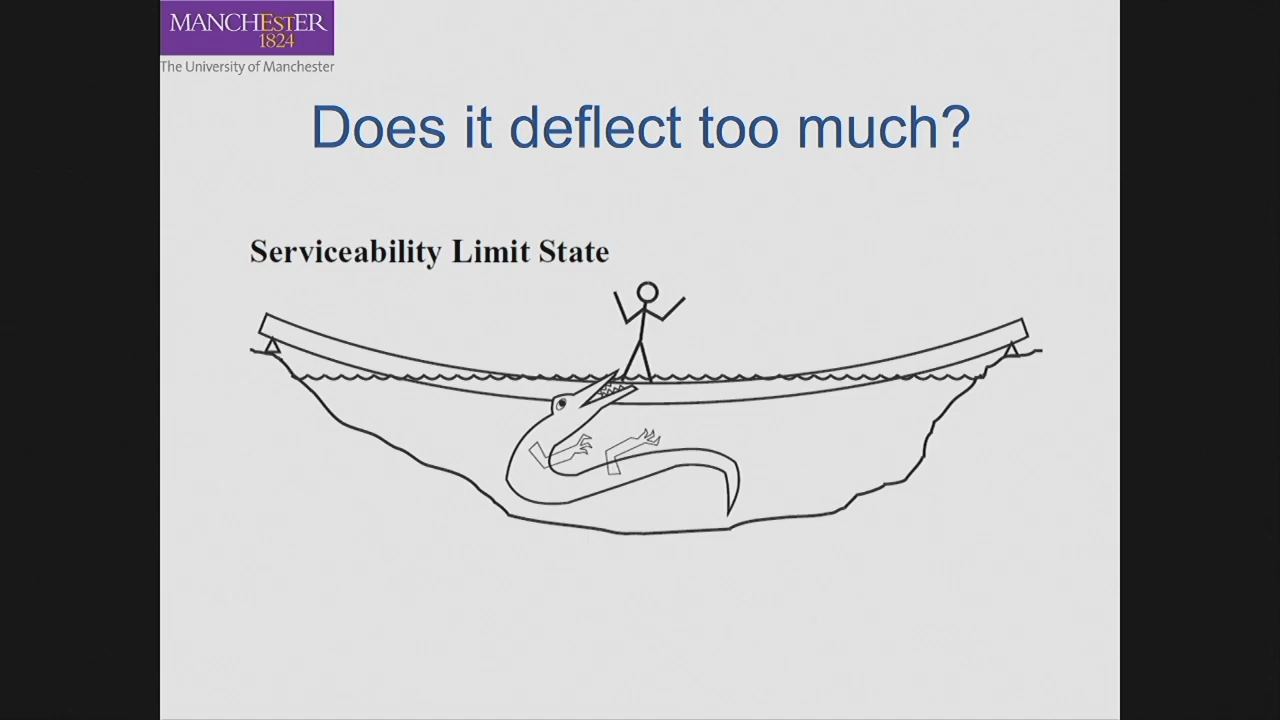 MANCHESTER
1824
The University of Manchester
Does it deflect too much?
Serviceability Limit State